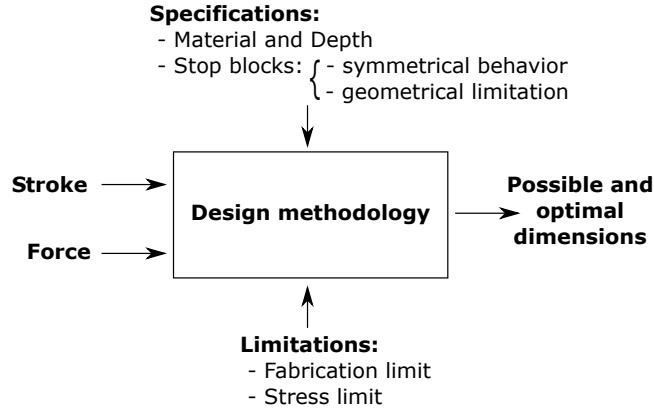 Specifications:
- Material and Depth
- Stop blocks: { - symmetrical behavior
- geometrical limitation
Stroke
Force
Design methodology
Possible and
optimal
dimensions
Limitations:
- Fabrication limit
- Stress limit